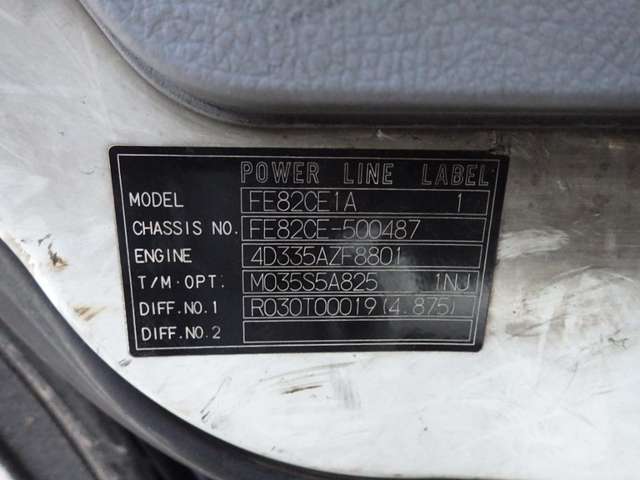 POWER LINE LABEL
MODEL FE82CE1A 1
CHASSIS NO. FE82CE-500487
ENGINE 4D335AZF8801
T/M·OPT: M035S5A825 1NJ
DIFF.NO.1 R030T00019(4.875)
DIFF.NO.2